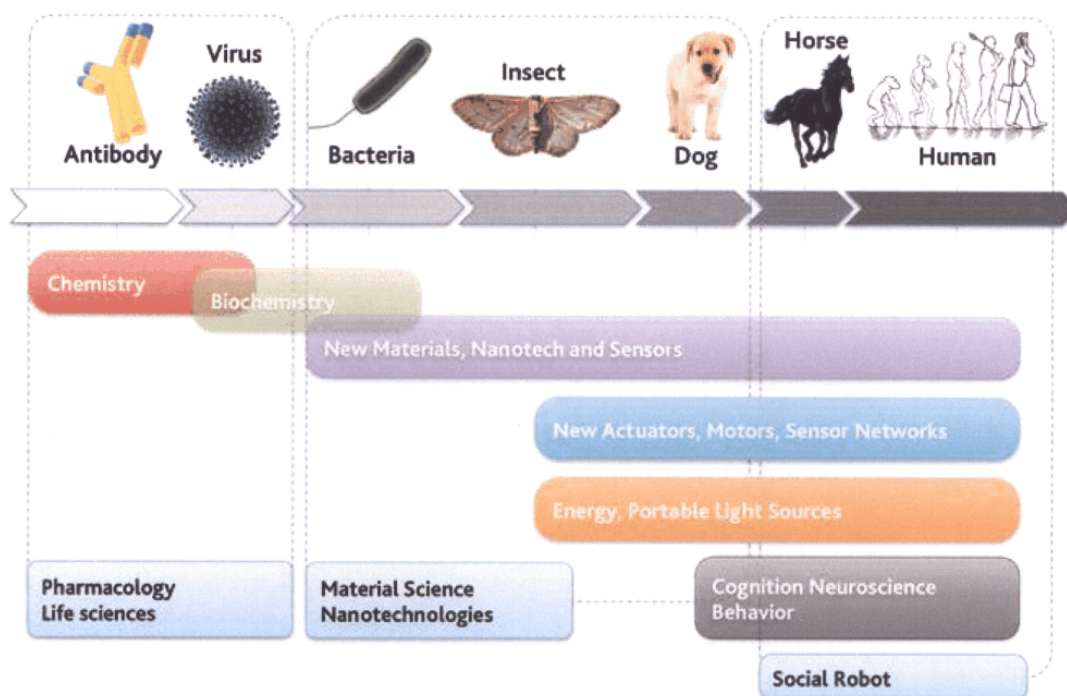 Antibody
Virus
Bacteria
Insect
Dog
Horse
Human
Chemistry
Biochemistry
New Materials, Nanotech and Sensors
New Actuators, Motors, Sensor Networks
Energy, Portable Light Sources
Pharmacology
Life sciences
Material Science
Nanotechnologies
Cognition Neuroscience
Behavior
Social Robot